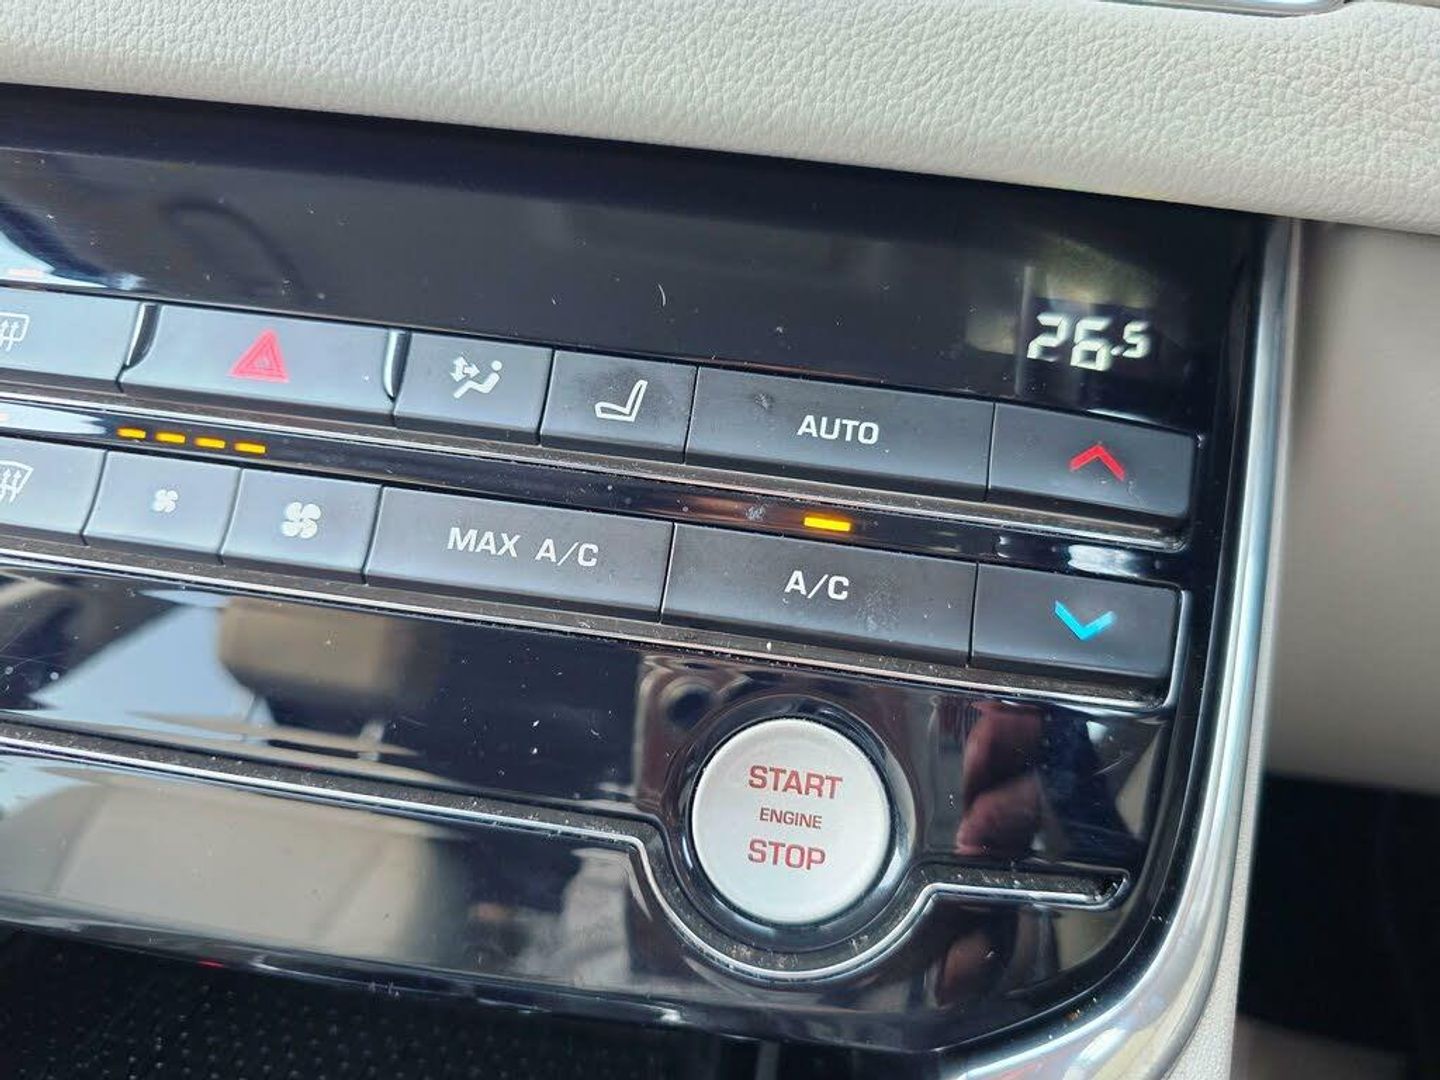 26.5
AUTO
MAX A/C
A/C
START
ENGINE
STOP